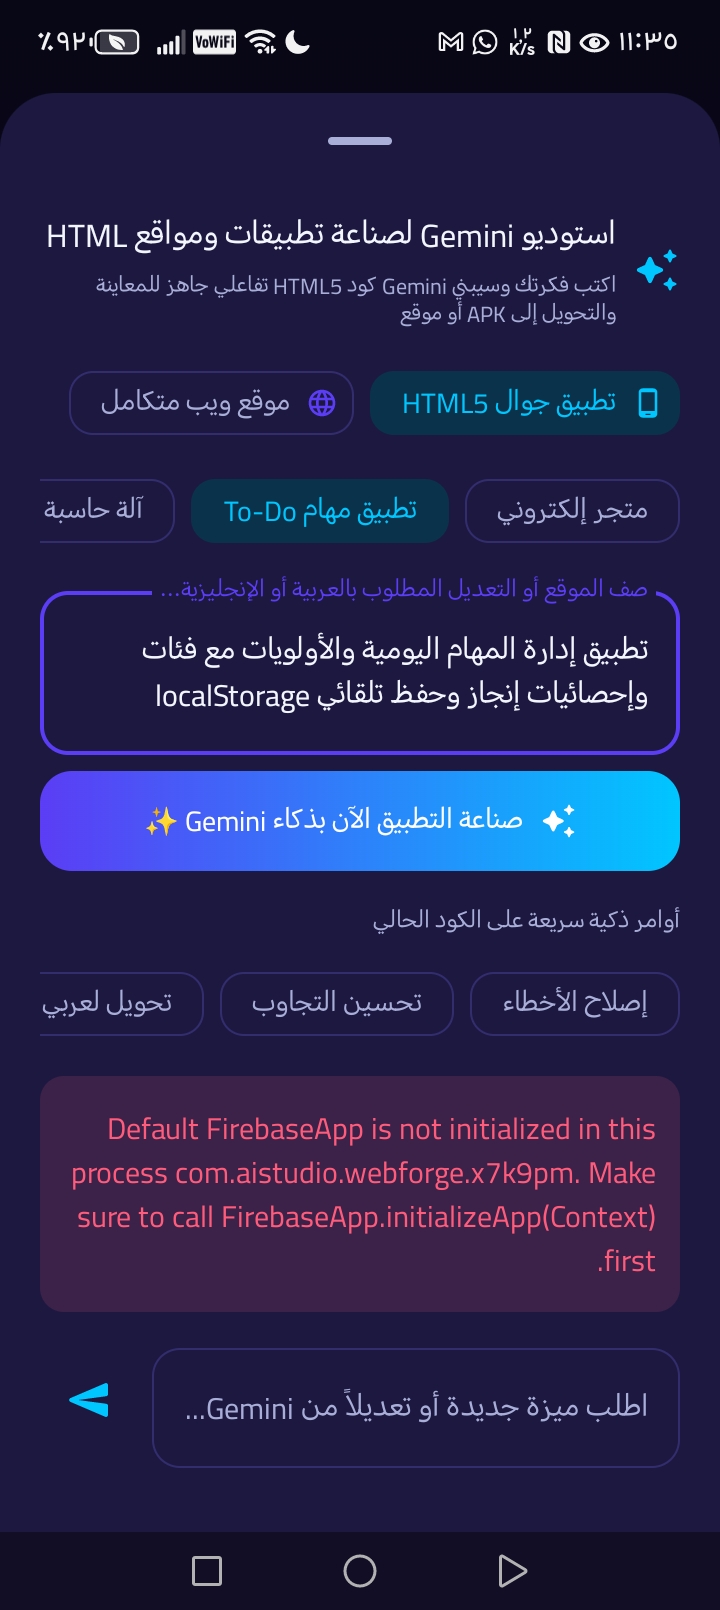 ٪٩٢ VoWiFi ١,٢ K/s ١١:٣٥
استوديو Gemini لصناعة تطبيقات ومواقع HTML
اكتب فكرتك وسيبني Gemini كود HTML5 تفاعلي جاهز للمعاينة
والتحويل إلى APK أو موقع
تطبيق جوال HTML5 موقع ويب متكامل
متجر إلكتروني تطبيق مهام To-Do آلة حاسبة
صف الموقع أو التعديل المطلوب بالعربية أو الإنجليزية...
تطبيق إدارة المهام اليومية والأولويات مع فئات
وإحصائيات إنجاز وحفظ تلقائي localStorage
صناعة التطبيق الآن بذكاء Gemini ✨
أوامر ذكية سريعة على الكود الحالي
إصلاح الأخطاء تحسين التجاوب تحويل لعربي
Default FirebaseApp is not initialized in this
process com.aistudio.webforge.x7k9pm. Make
sure to call FirebaseApp.initializeApp(Context)
.first
اطلب ميزة جديدة أو تعديلاً من Gemini...